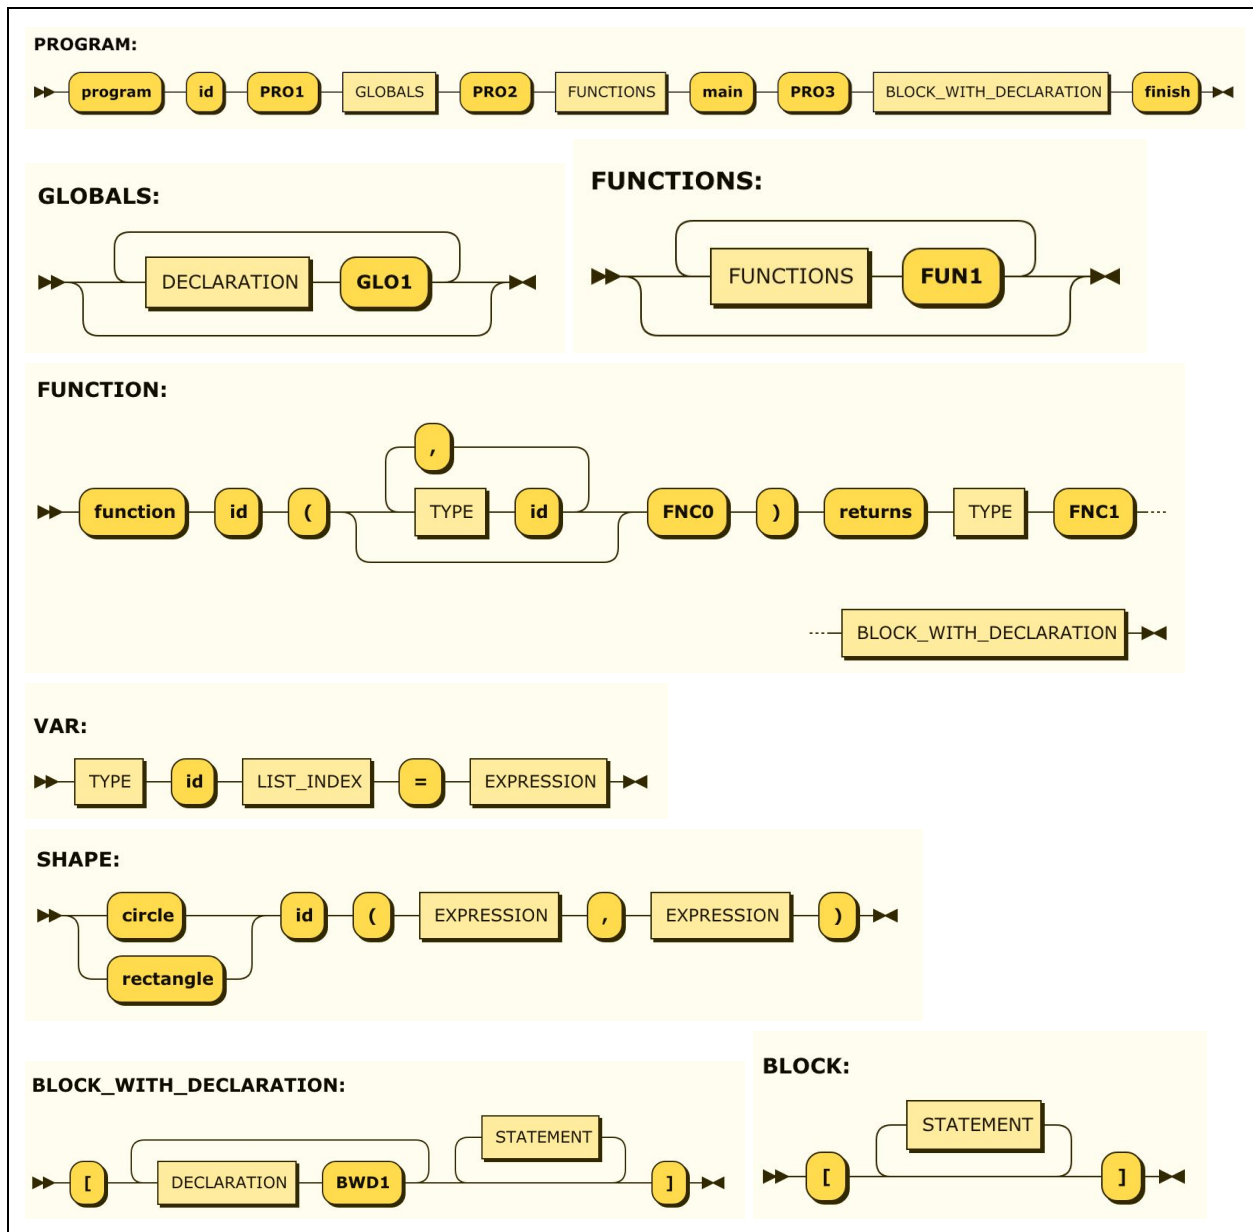 PROGRAM:
program id PRO1 GLOBALS PRO2 FUNCTIONS main PRO3 BLOCK_WITH_DECLARATION finish
GLOBALS:
DECLARATION GLO1
FUNCTIONS:
FUNCTIONS FUN1
FUNCTION:
,
function id ( TYPE id FNC0 ) returns TYPE FNC1
BLOCK_WITH_DECLARATION
VAR:
TYPE id LIST_INDEX = EXPRESSION
SHAPE:
circle id ( EXPRESSION , EXPRESSION )
rectangle
BLOCK_WITH_DECLARATION:
STATEMENT
[ DECLARATION BWD1 ]
BLOCK:
STATEMENT
[ ]